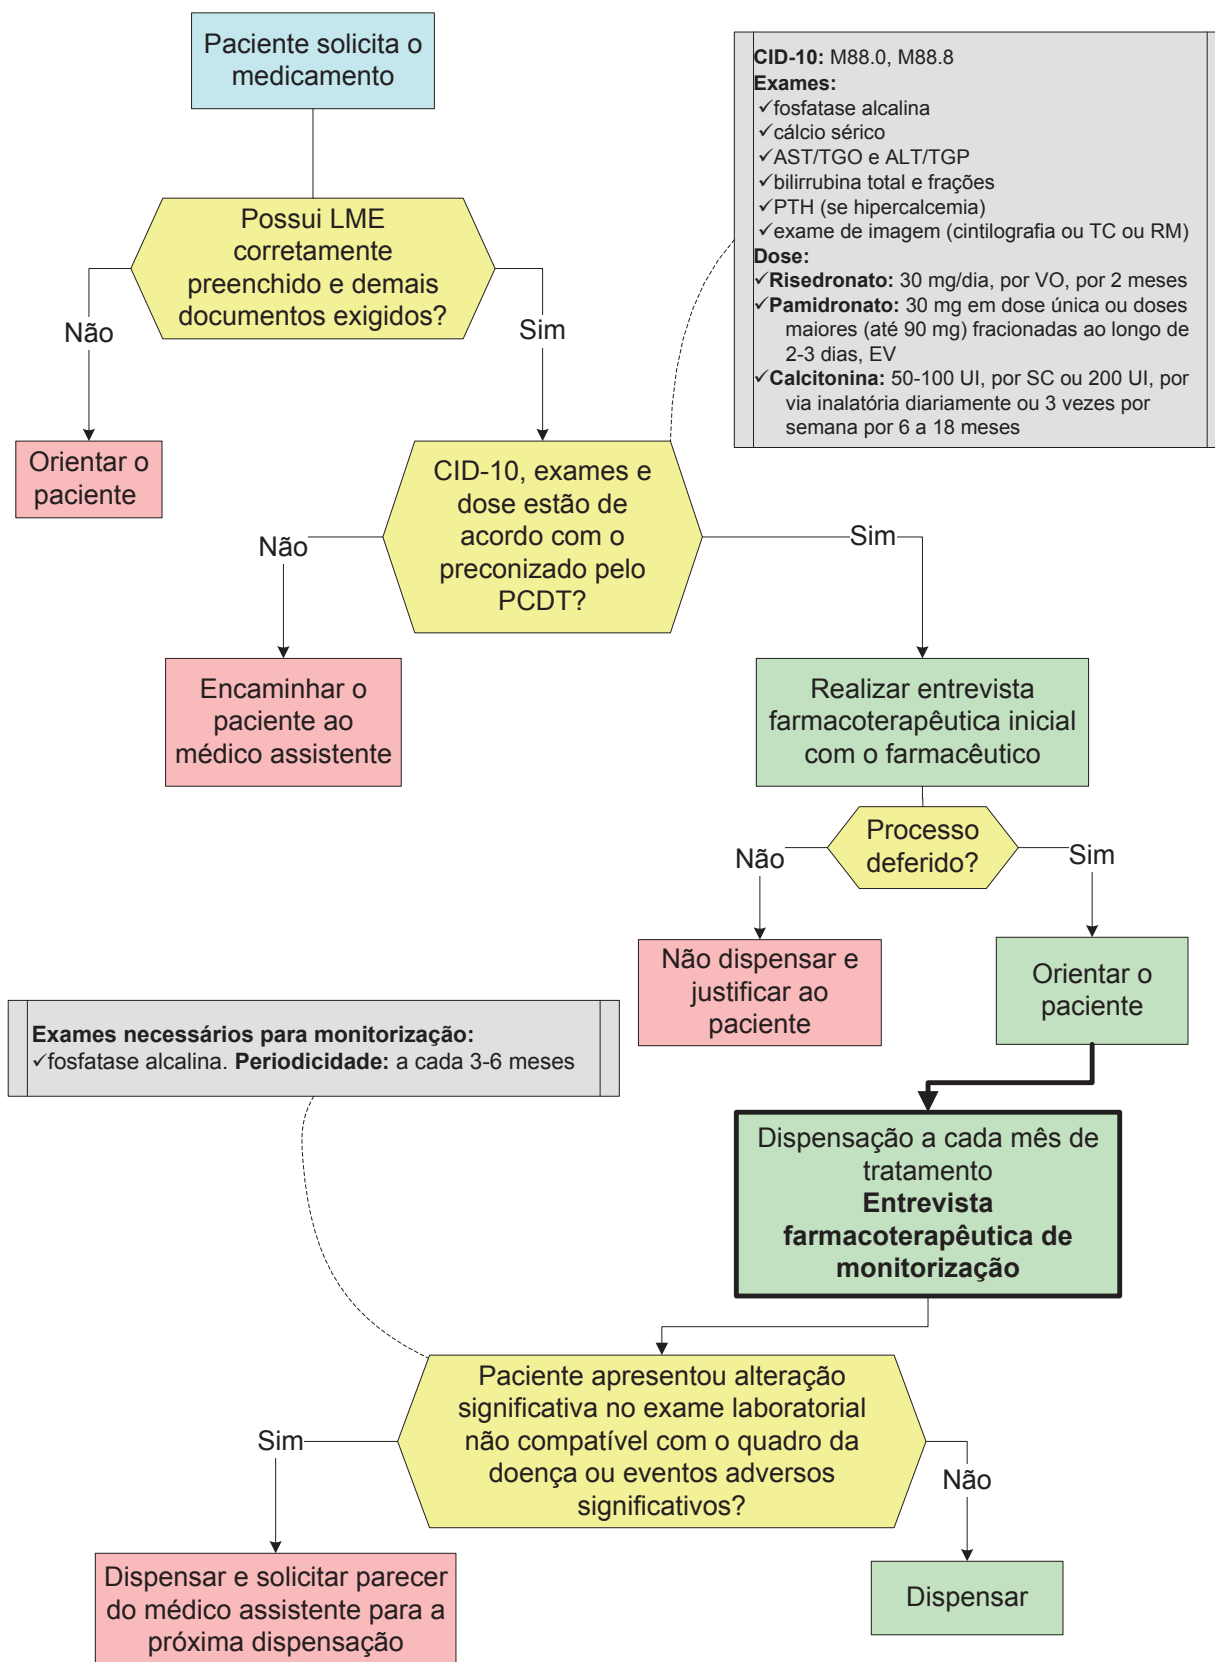 Paciente solicita o
medicamento
CID-10: M88.0, M88.8
Exames:
✓fosfatase alcalina
✓cálcio sérico
✓AST/TGO e ALT/TGP
✓bilirrubina total e frações
✓PTH (se hipercalcemia)
✓exame de imagem (cintilografia ou TC ou RM)
Dose:
✓Risedronato: 30 mg/dia, por VO, por 2 meses
✓Pamidronato: 30 mg em dose única ou doses
maiores (até 90 mg) fracionadas ao longo de
2-3 dias, EV
✓Calcitonina: 50-100 UI, por SC ou 200 UI, por
via inalatória diariamente ou 3 vezes por
semana por 6 a 18 meses
Possui LME
corretamente
preenchido e demais
documentos exigidos?
Não
Sim
Orientar o
paciente
CID-10, exames e
dose estão de
acordo com o
preconizado pelo
PCDT?
Não
Sim
Encaminhar o
paciente ao
médico assistente
Realizar entrevista
farmacoterapêutica inicial
com o farmacêutico
Processo
deferido?
Não
Sim
Não dispensar e
justificar ao
paciente
Orientar o
paciente
Exames necessários para monitorização:
✓fosfatase alcalina. Periodicidade: a cada 3-6 meses
Dispensação a cada mês de
tratamento
Entrevista
farmacoterapêutica de
monitorização
Paciente apresentou alteração
significativa no exame laboratorial
não compatível com o quadro da
doença ou eventos adversos
significativos?
Sim
Não
Dispensar e solicitar parecer
do médico assistente para a
próxima dispensação
Dispensar